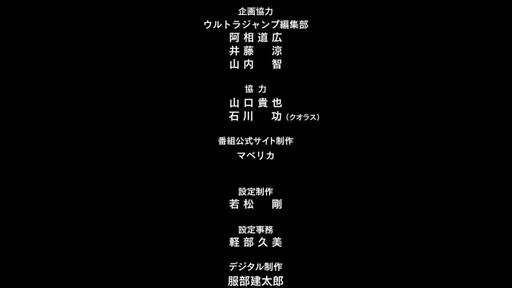 企画協力
ウルトラジャンプ編集部
阿相道広
井藤 涼
山内 智
協力
山口貴也
石川 功(クオラス)
番組公式サイト制作
マベリカ
設定制作
若松 剛
設定事務
軽部久美
デジタル制作
服部建太郎